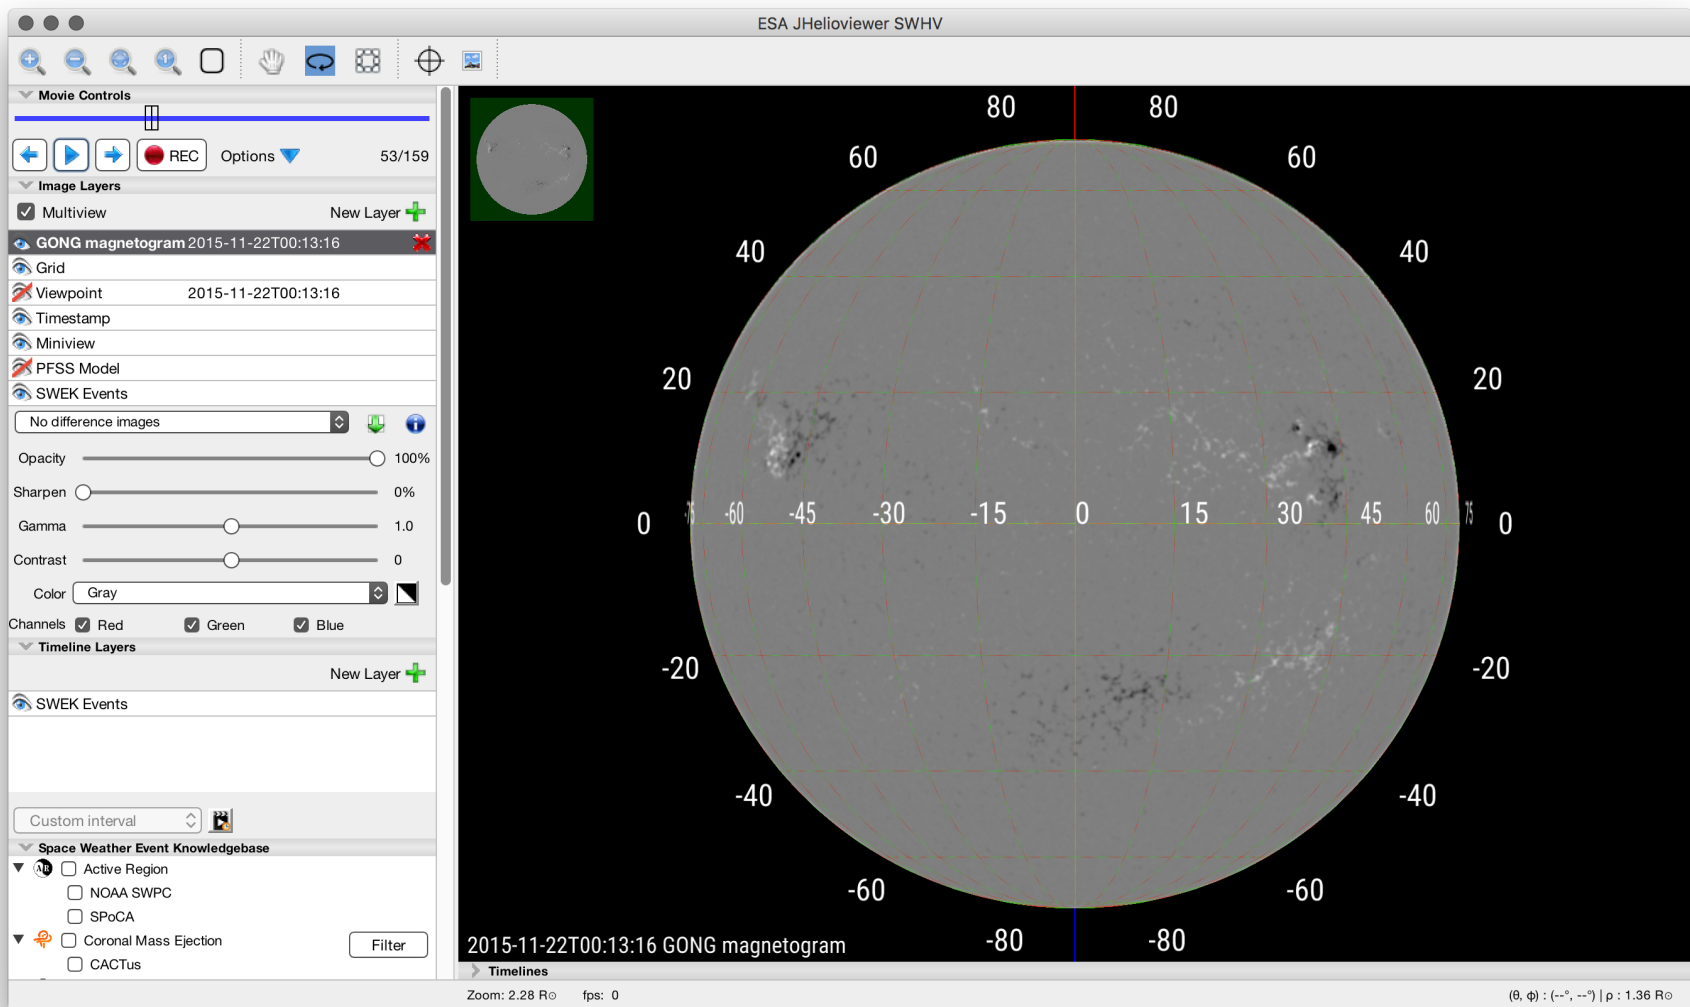 ESA JHelioviewer SWHV
Movie Controls
REC
Options
53/159
Image Layers
Multiview
New Layer
GONG magnetogram 2015-11-22T00:13:16
Grid
Viewpoint 2015-11-22T00:13:16
Timestamp
Miniview
PFSS Model
SWEK Events
No difference images
Opacity 100%
Sharpen 0%
Gamma 1.0
Contrast 0
Color Gray
Channels Red Green Blue
Timeline Layers
New Layer
SWEK Events
Custom interval
Space Weather Event Knowledgebase
AR Active Region
NOAA SWPC
SPoCA
Coronal Mass Ejection
Filter
CACTus
80 80
60 60
40 40
20 20
0 -75 -60 -45 -30 -15 0 15 30 45 60 75 0
-20 -20
-40 -40
-60 -60
-80 -80
2015-11-22T00:13:16 GONG magnetogram
Timelines
Zoom: 2.28 R⊙ fps: 0
(θ, φ) : (--°, --°) | ρ : 1.36 R⊙